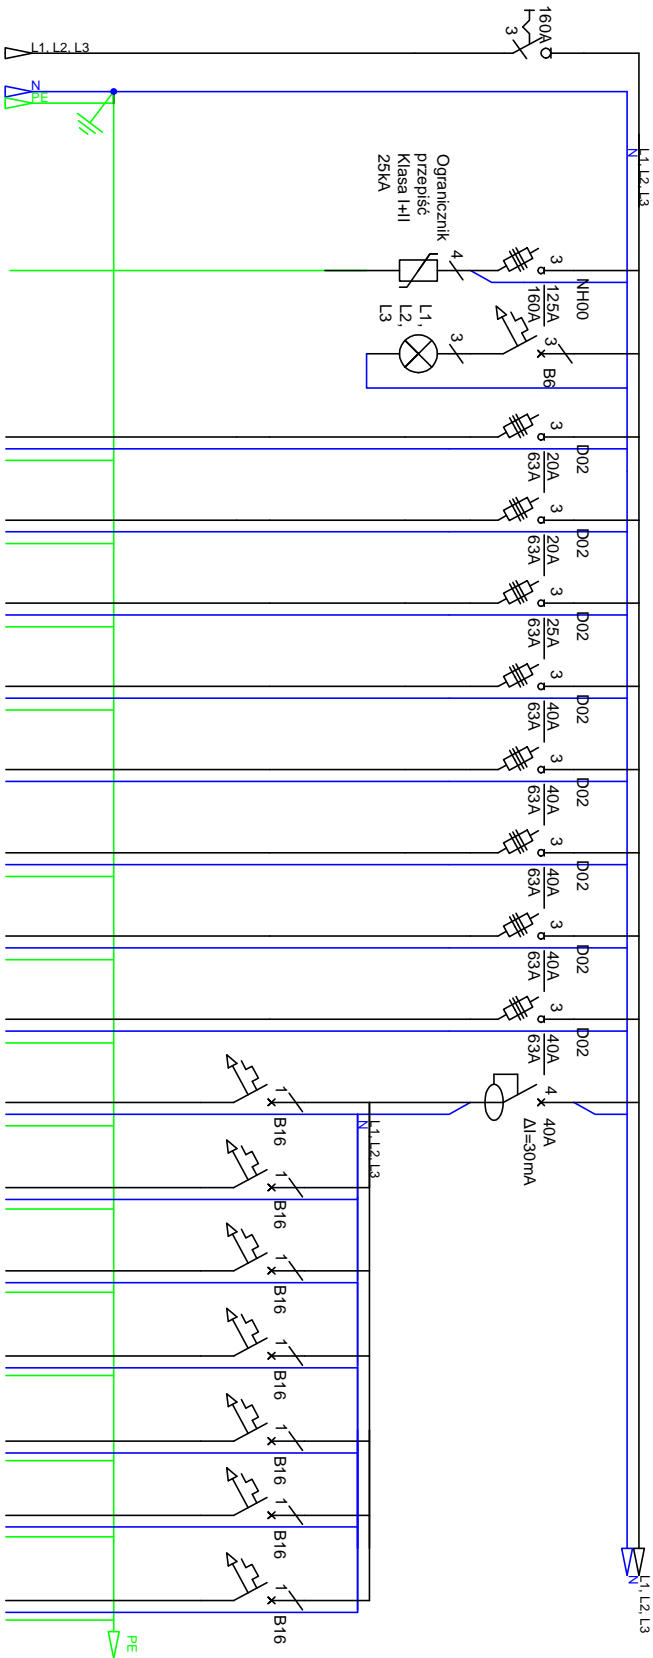 160A
3
L1, L2, L3
N
PE
L1, L2, L3
N
Ogranicznik
przepięć
Klasa I+II
25kA
4
3
NH00
125A
160A
L1,
L2,
L3
3
3
B6
3
D02
20A
63A
3
D02
20A
63A
3
D02
25A
63A
3
D02
40A
63A
3
D02
40A
63A
3
D02
40A
63A
3
D02
40A
63A
3
D02
40A
63A
4
40A
ΔI=30mA
L1, L2, L3
N
1
B16
1
B16
1
B16
1
B16
1
B16
1
B16
1
B16
L1, L2, L3
N
PE